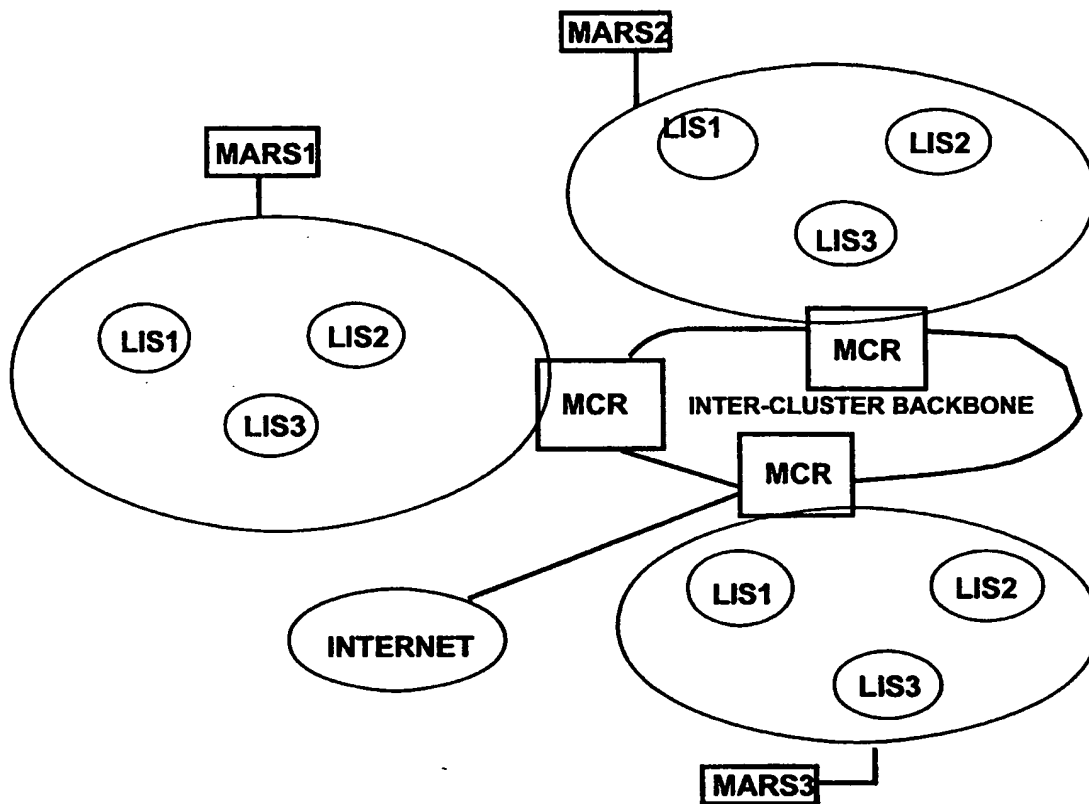 MARS2
MARS1
LIS1
LIS2
LIS3
LIS1
LIS2
LIS3
MCR
MCR
INTER-CLUSTER BACKBONE
MCR
INTERNET
LIS1
LIS2
LIS3
MARS3